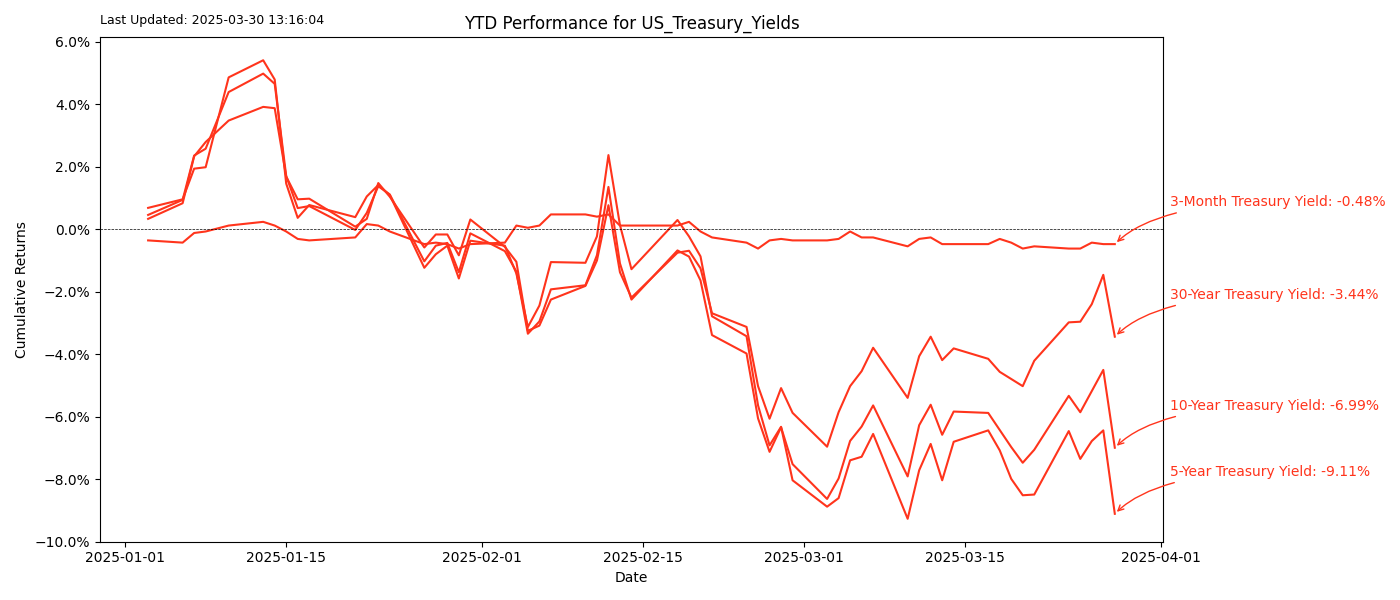 Last Updated: 2025-03-30 13:16:04
YTD Performance for US_Treasury_Yields
6.0%
4.0%
2.0%
0.0%
−2.0%
−4.0%
−6.0%
−8.0%
−10.0%
Cumulative Returns
3-Month Treasury Yield: -0.48%
30-Year Treasury Yield: -3.44%
10-Year Treasury Yield: -6.99%
5-Year Treasury Yield: -9.11%
2025-01-01
2025-01-15
2025-02-01
2025-02-15
2025-03-01
2025-03-15
2025-04-01
Date